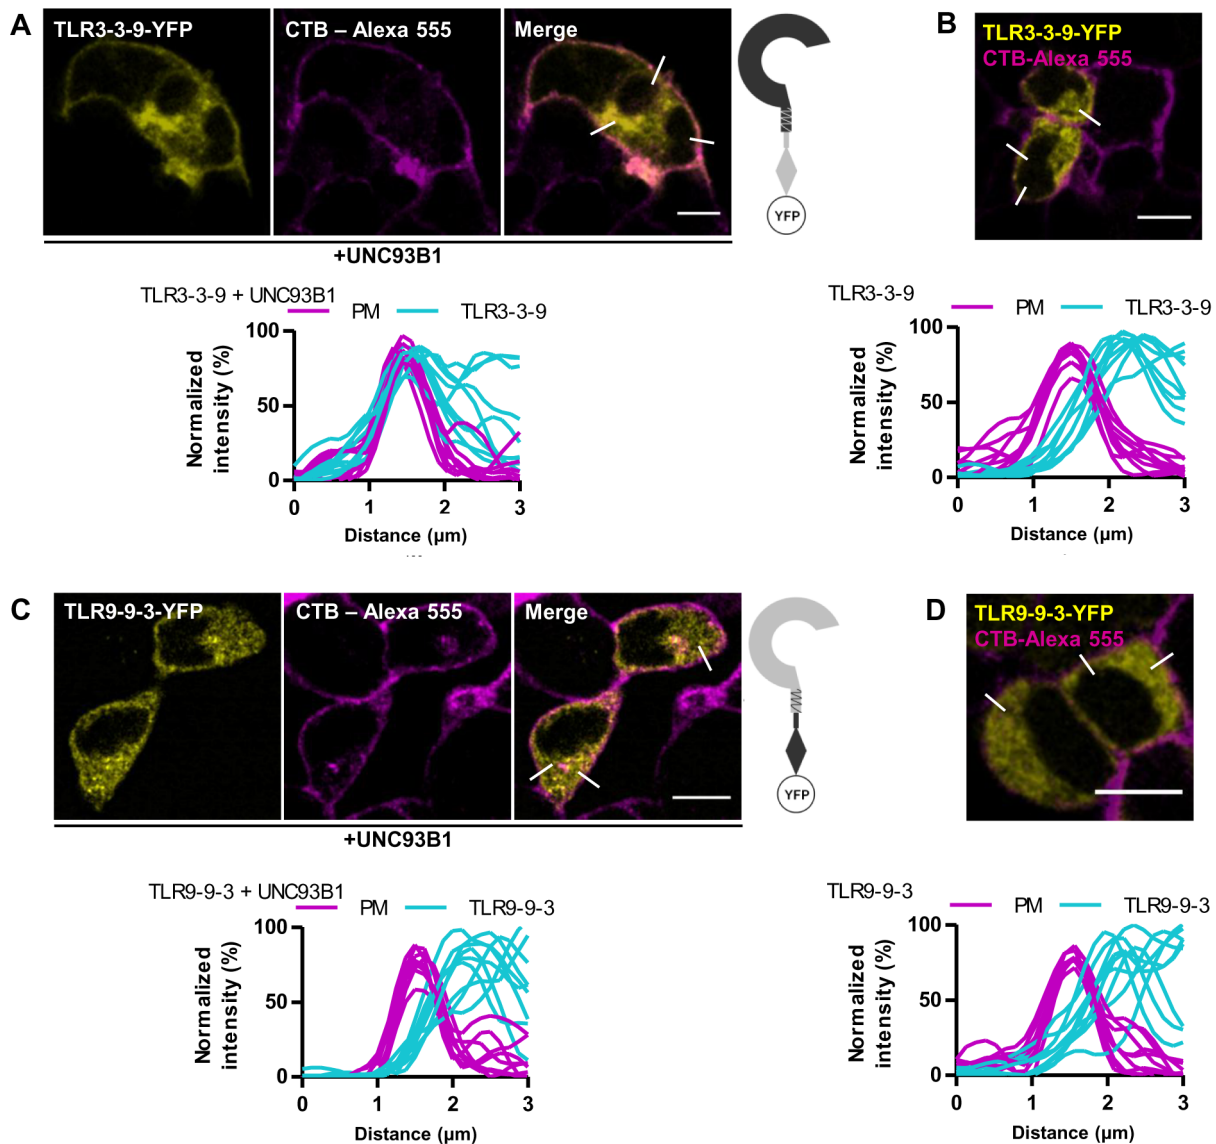 A
TLR3-3-9-YFP
CTB – Alexa 555
Merge
YFP
+UNC93B1
B
TLR3-3-9-YFP
CTB-Alexa 555
TLR3-3-9 + UNC93B1
PM
TLR3-3-9
Normalized
intensity (%)
100
50
0
0 1 2 3
Distance (µm)
TLR3-3-9
PM
TLR3-3-9
Normalized
intensity (%)
100
50
0
0 1 2 3
Distance (µm)
C
TLR9-9-3-YFP
CTB – Alexa 555
Merge
YFP
+UNC93B1
D
TLR9-9-3-YFP
CTB-Alexa 555
TLR9-9-3 + UNC93B1
PM
TLR9-9-3
Normalized
intensity (%)
100
50
0
0 1 2 3
Distance (µm)
TLR9-9-3
PM
TLR9-9-3
Normalized
intensity (%)
100
50
0
0 1 2 3
Distance (µm)